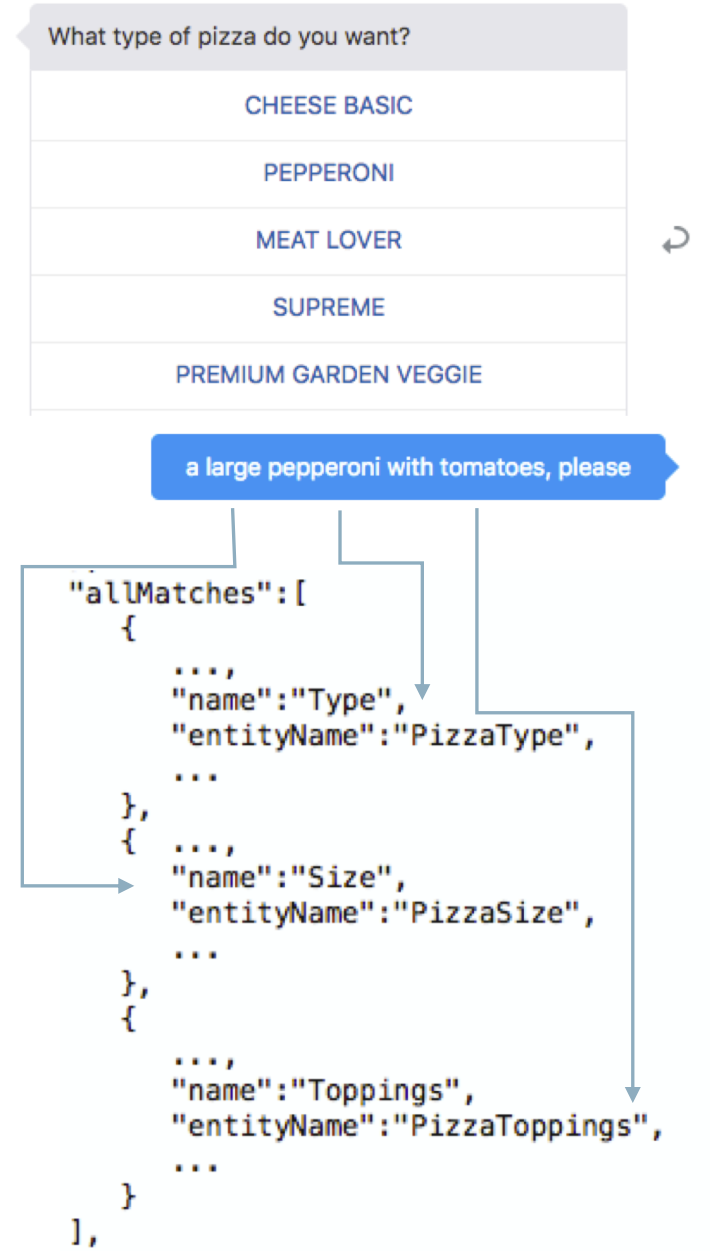 What type of pizza do you want?
CHEESE BASIC
PEPPERONI
MEAT LOVER
SUPREME
PREMIUM GARDEN VEGGIE
a large pepperoni with tomatoes, please
"allMatches":[
{
...,
"name":"Type",
"entityName":"PizzaType",
...
},
{ ...,
"name":"Size",
"entityName":"PizzaSize",
...
},
{
...,
"name":"Toppings",
"entityName":"PizzaToppings",
...
}
],